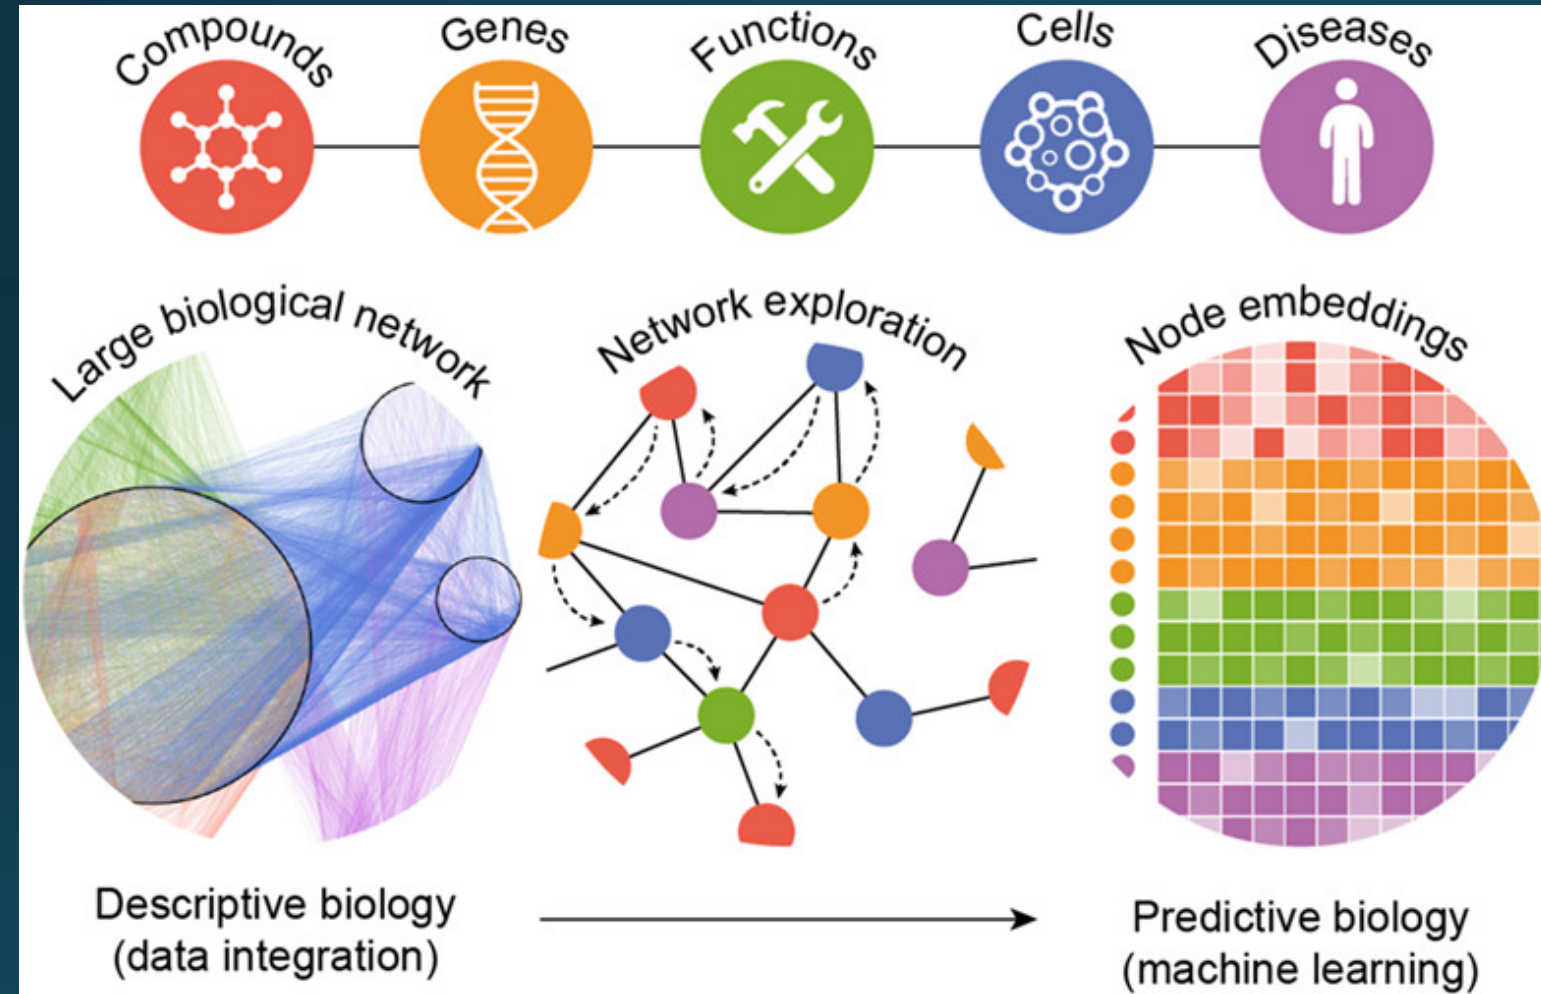 Compounds
Genes
Functions
Cells
Diseases
Large biological network
Network exploration
Node embeddings
Descriptive biology
(data integration)
Predictive biology
(machine learning)